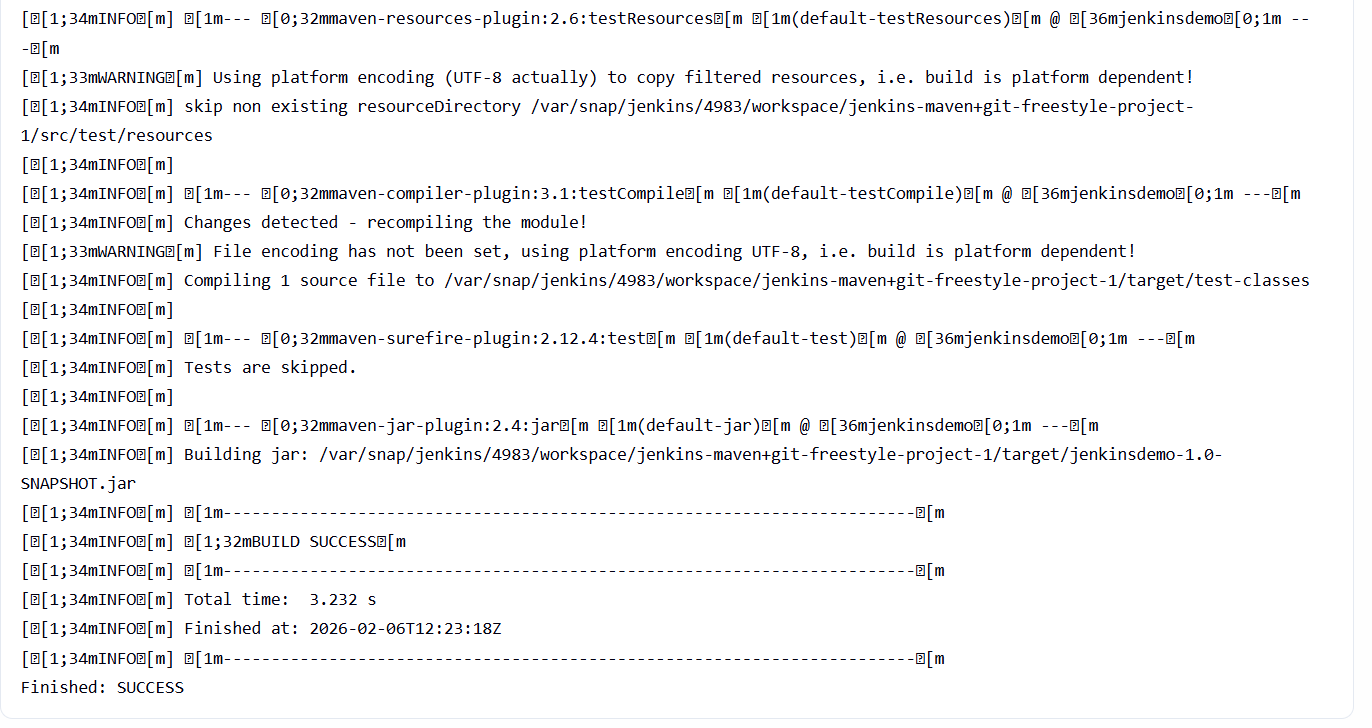 [␛[1;34mINFO␛[m] ␛[1m--- ␛[0;32mmaven-resources-plugin:2.6:testResources␛[m ␛[1m(default-testResources)␛[m @ ␛[36mjenkinsdemo␛[0;1m --
-␛[m
[␛[1;33mWARNING␛[m] Using platform encoding (UTF-8 actually) to copy filtered resources, i.e. build is platform dependent!
[␛[1;34mINFO␛[m] skip non existing resourceDirectory /var/snap/jenkins/4983/workspace/jenkins-maven+git-freestyle-project-
1/src/test/resources
[␛[1;34mINFO␛[m]
[␛[1;34mINFO␛[m] ␛[1m--- ␛[0;32mmaven-compiler-plugin:3.1:testCompile␛[m ␛[1m(default-testCompile)␛[m @ ␛[36mjenkinsdemo␛[0;1m ---␛[m
[␛[1;34mINFO␛[m] Changes detected - recompiling the module!
[␛[1;33mWARNING␛[m] File encoding has not been set, using platform encoding UTF-8, i.e. build is platform dependent!
[␛[1;34mINFO␛[m] Compiling 1 source file to /var/snap/jenkins/4983/workspace/jenkins-maven+git-freestyle-project-1/target/test-classes
[␛[1;34mINFO␛[m]
[␛[1;34mINFO␛[m] ␛[1m--- ␛[0;32mmaven-surefire-plugin:2.12.4:test␛[m ␛[1m(default-test)␛[m @ ␛[36mjenkinsdemo␛[0;1m ---␛[m
[␛[1;34mINFO␛[m] Tests are skipped.
[␛[1;34mINFO␛[m]
[␛[1;34mINFO␛[m] ␛[1m--- ␛[0;32mmaven-jar-plugin:2.4:jar␛[m ␛[1m(default-jar)␛[m @ ␛[36mjenkinsdemo␛[0;1m ---␛[m
[␛[1;34mINFO␛[m] Building jar: /var/snap/jenkins/4983/workspace/jenkins-maven+git-freestyle-project-1/target/jenkinsdemo-1.0-
SNAPSHOT.jar
[␛[1;34mINFO␛[m] ␛[1m------------------------------------------------------------------------␛[m
[␛[1;34mINFO␛[m] ␛[1;32mBUILD SUCCESS␛[m
[␛[1;34mINFO␛[m] ␛[1m------------------------------------------------------------------------␛[m
[␛[1;34mINFO␛[m] Total time:  3.232 s
[␛[1;34mINFO␛[m] Finished at: 2026-02-06T12:23:18Z
[␛[1;34mINFO␛[m] ␛[1m------------------------------------------------------------------------␛[m
Finished: SUCCESS